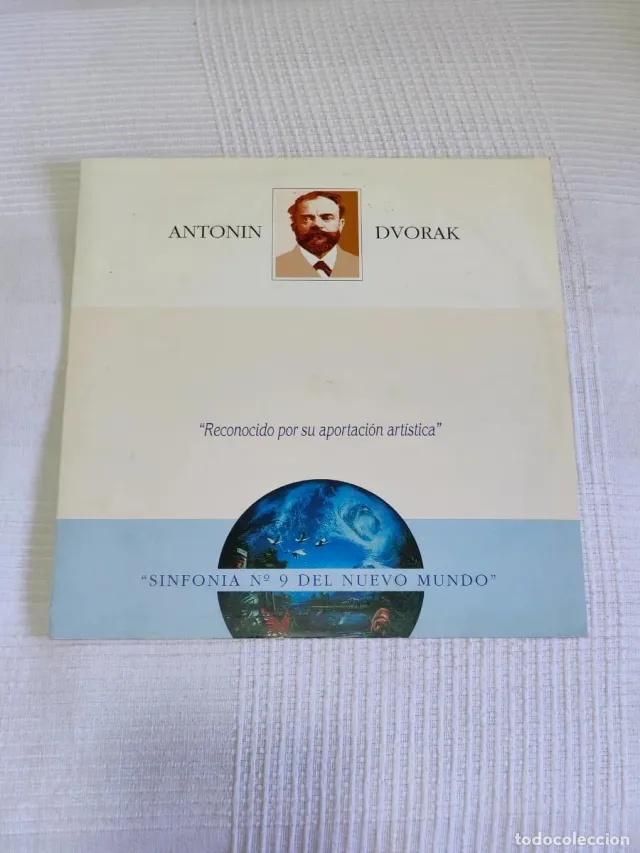 ANTONIN DVORAK
“Reconocido por su aportación artística”
“SINFONIA Nº 9 DEL NUEVO MUNDO”
todocoleccion